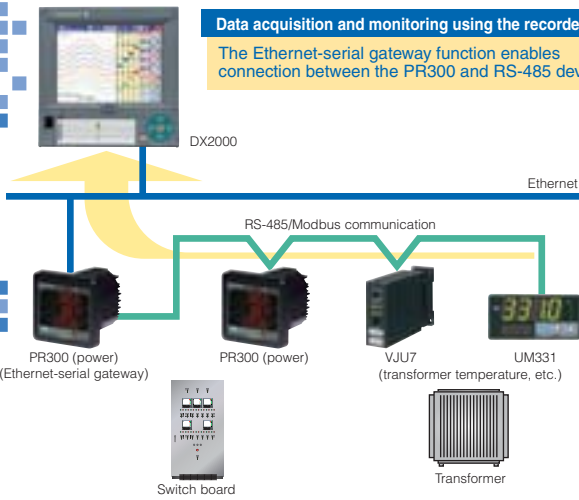 Data acquisition and monitoring using the recorde
The Ethernet-serial gateway function enables
connection between the PR300 and RS-485 dev
DX2000
Ethernet
RS-485/Modbus communication
PR300 (power)
(Ethernet-serial gateway)
PR300 (power)
VJU7
(transformer temperature, etc.)
3310
UM331
Switch board
Transformer